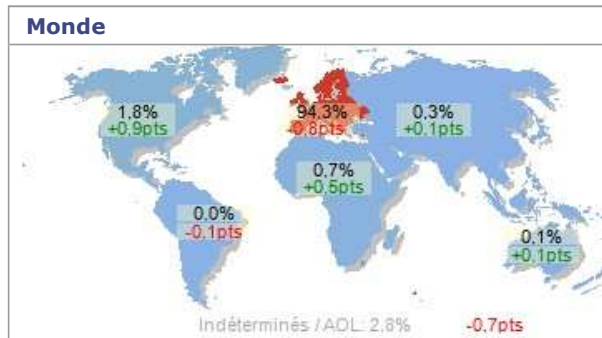 Monde
1,8%
+0,9pts
94,3%
-0,8pts
0,3%
+0,1pts
0,7%
+0,5pts
0,0%
-0,1pts
0,1%
+0,1pts
Indéterminés / AOL: 2,8% -0,7pts